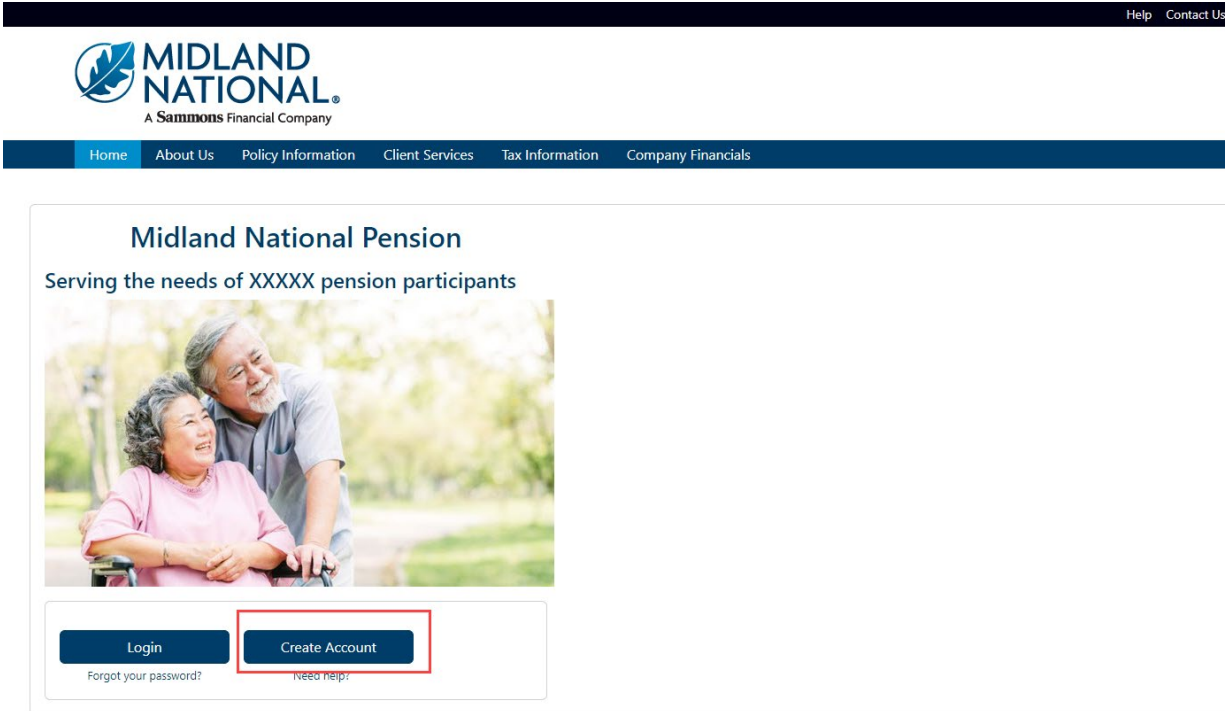 Help Contact Us
MIDLAND
NATIONAL®
A Sammons Financial Company
Home About Us Policy Information Client Services Tax Information Company Financials
Midland National Pension
Serving the needs of XXXXX pension participants
Login Create Account
Forgot your password? Need help?